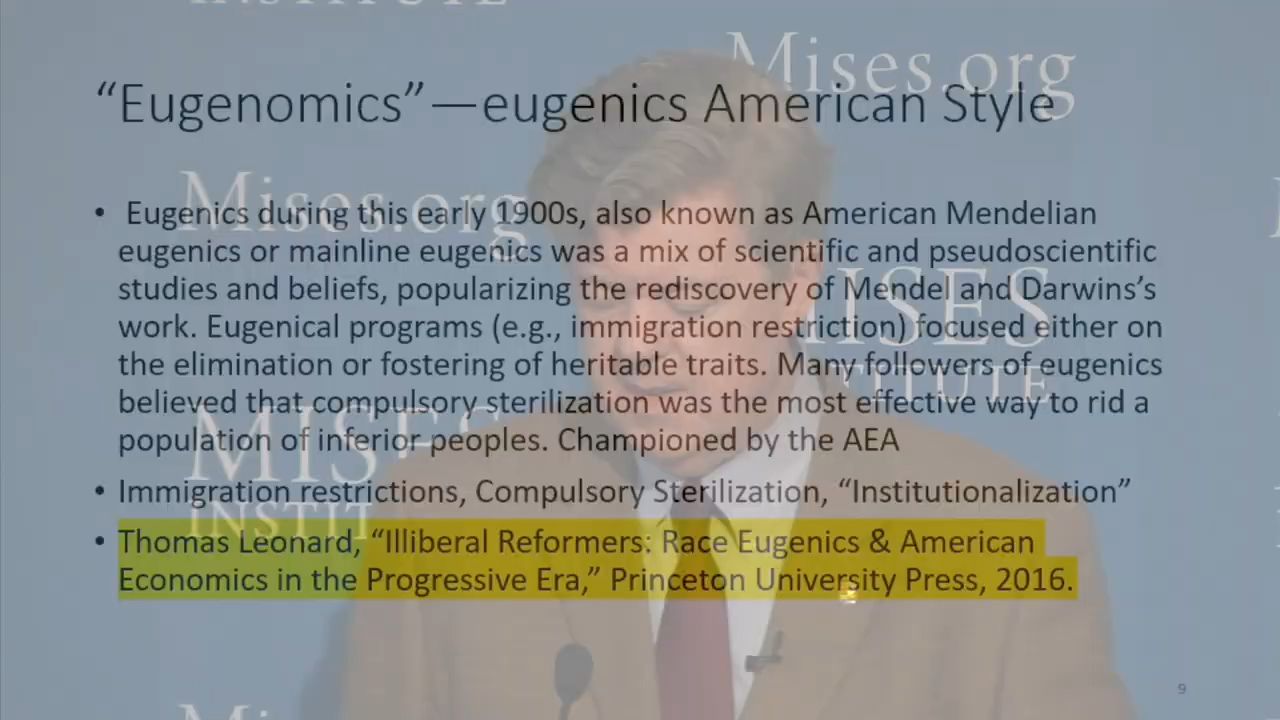 INSTITUTE
Mises.org
“Eugenomics”—eugenics American Style
Mises.org
• Eugenics during this early 1900s, also known as American Mendelian
eugenics or mainline eugenics was a mix of scientific and pseudoscientific
studies and beliefs, popularizing the rediscovery of Mendel and Darwins’s
work. Eugenical programs (e.g., immigration restriction) focused either on
the elimination or fostering of heritable traits. Many followers of eugenics
believed that compulsory sterilization was the most effective way to rid a
population of inferior peoples. Championed by the AEA
MISES
MISES
• Immigration restrictions, Compulsory Sterilization, “Institutionalization”
• Thomas Leonard, “Illiberal Reformers: Race Eugenics & American
Economics in the Progressive Era,” Princeton University Press, 2016.
9